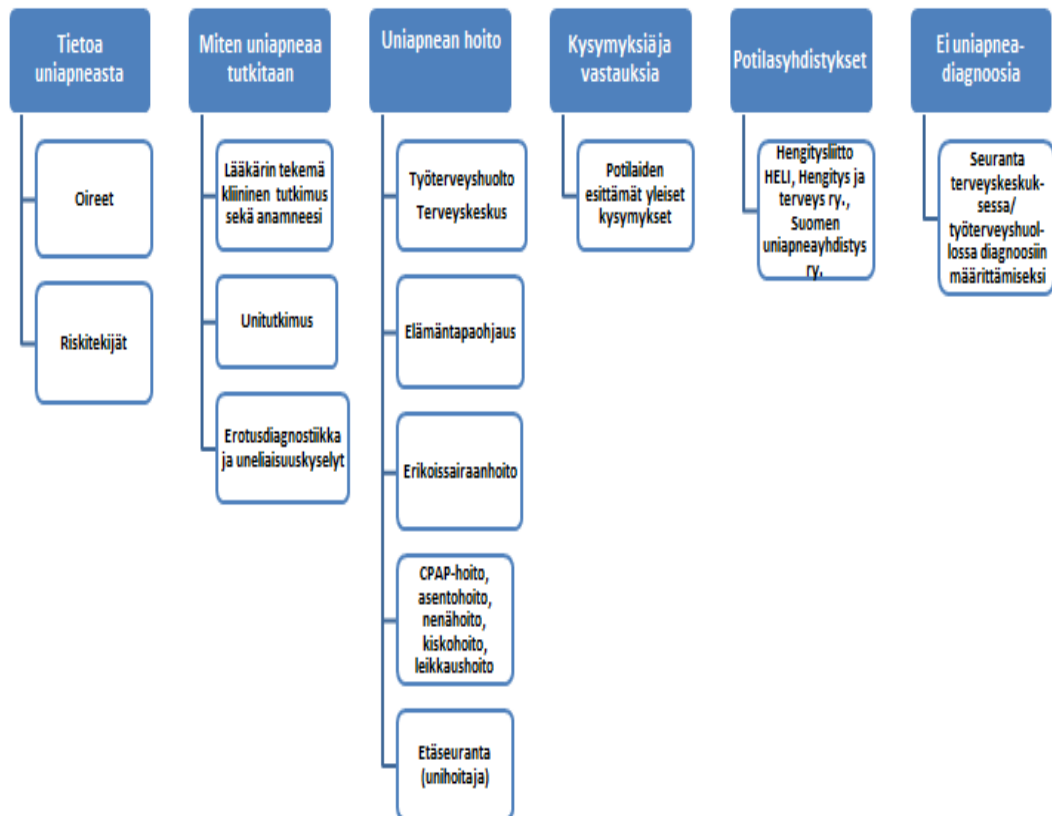 Tietoa
uniapneasta
Oireet
Riskitekijät
Miten uniapneaa
tutkitaan
Lääkärin tekemä
kliininen tutkimus
sekä anamneesi
Unitutkimus
Erotusdiagnostiikka
ja uneliaisuuskyselyt
Uniapnean hoito
Työterveyshuolto
Terveyskeskus
Elämäntapaohjaus
Erikoissairaanhoito
CPAP-hoito,
asentohoito,
nenähoito,
kiskohoito,
leikkaushoito
Etäseuranta
(unihoitaja)
Kysymyksiä ja
vastauksia
Potilaiden
esittämät yleiset
kysymykset
Potilasyhdistykset
Hengitysliitto
HELI, Hengitys ja
terveys ry.,
Suomen
uniapneayhdistys
ry.
Ei uniapnea-
diagnoosia
Seuranta
terveyskeskuk-
sessa/
työterveyshuol-
lossa diagnoosiin
määrittämiseksi